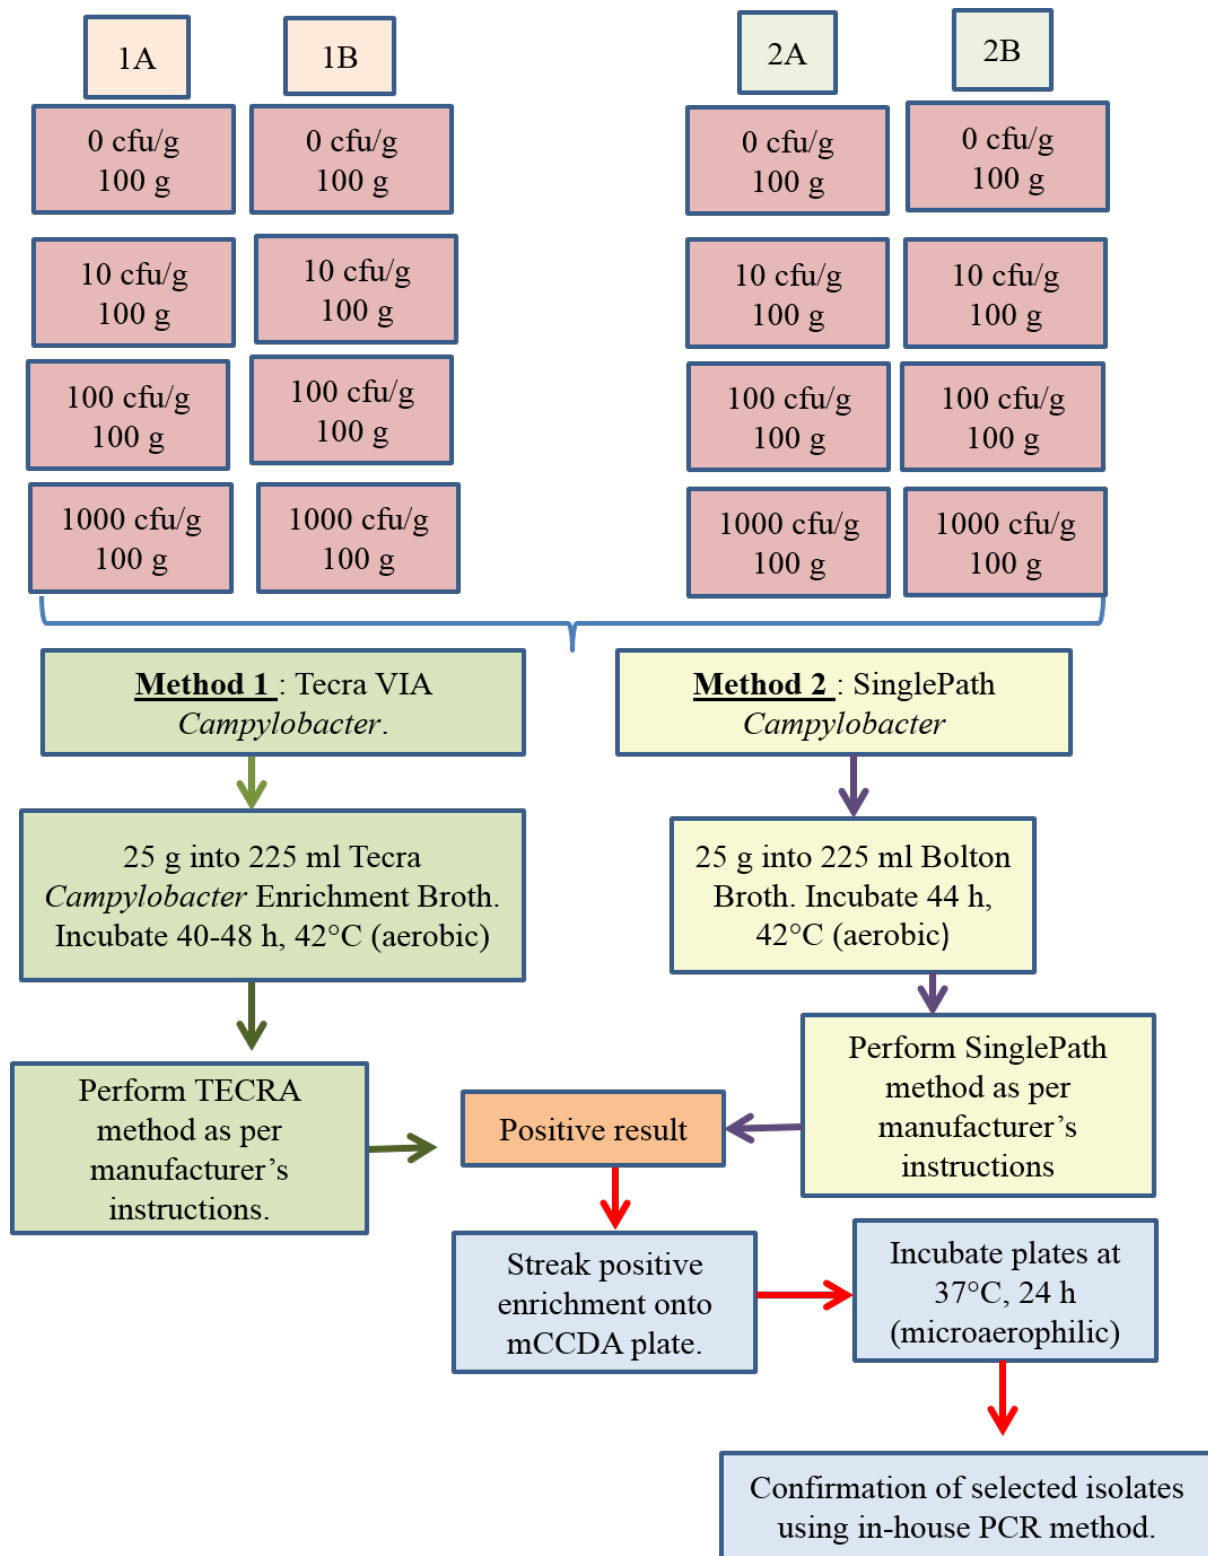 1A
1B
2A
2B
0 cfu/g
100 g
0 cfu/g
100 g
0 cfu/g
100 g
0 cfu/g
100 g
10 cfu/g
100 g
10 cfu/g
100 g
10 cfu/g
100 g
10 cfu/g
100 g
100 cfu/g
100 g
100 cfu/g
100 g
100 cfu/g
100 g
100 cfu/g
100 g
1000 cfu/g
100 g
1000 cfu/g
100 g
1000 cfu/g
100 g
1000 cfu/g
100 g
Method 1 : Tecra VIA
Campylobacter.
Method 2 : SinglePath
Campylobacter
25 g into 225 ml Tecra
Campylobacter Enrichment Broth.
Incubate 40-48 h, 42°C (aerobic)
25 g into 225 ml Bolton
Broth. Incubate 44 h,
42°C (aerobic)
Perform TECRA
method as per
manufacturer’s
instructions.
Positive result
Perform SinglePath
method as per
manufacturer’s
instructions
Streak positive
enrichment onto
mCCDA plate.
Incubate plates at
37°C, 24 h
(microaerophilic)
Confirmation of selected isolates
using in-house PCR method.